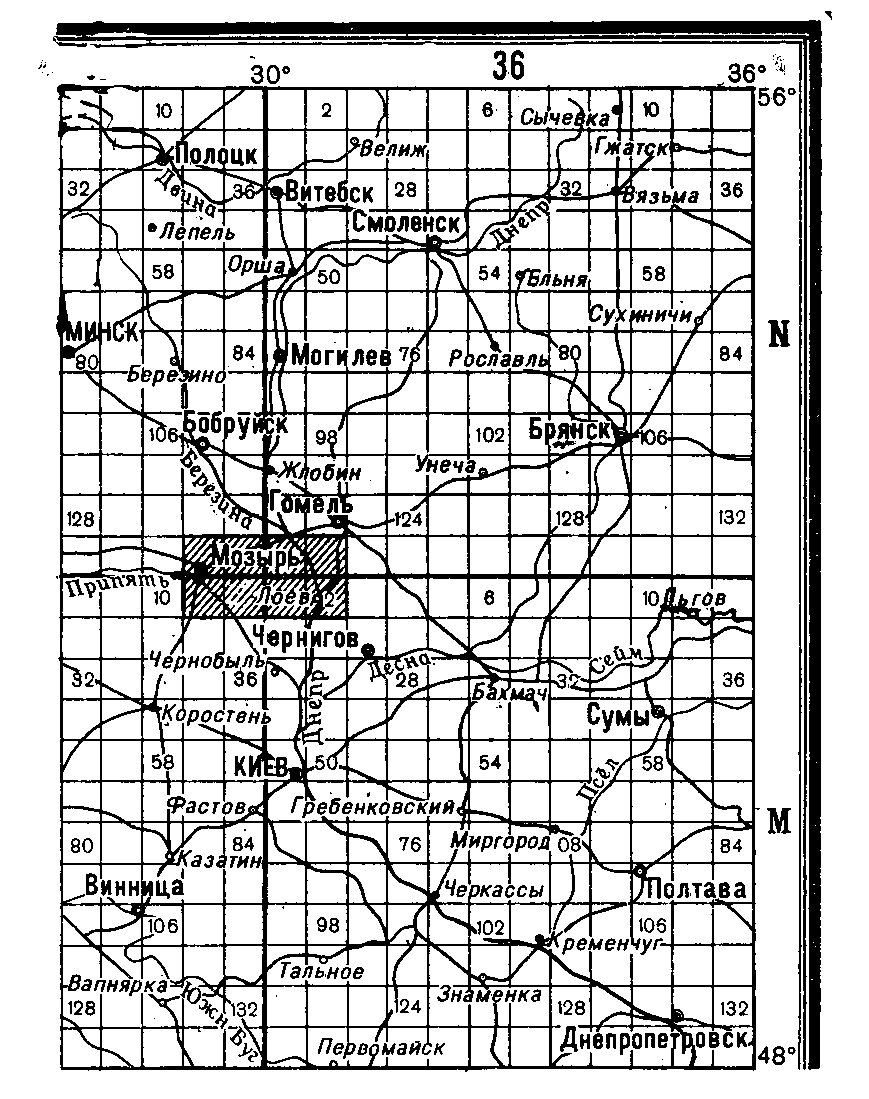 36
30° 36°
56°
10 2 6 Сычевка 10
Велиж Гжатск
Полоцк
32 Двина 36 Витебск 28 32 Вязьма 36
Лепель Смоленск Днепр
58 Орша 50 54 Ельня 58
Сухиничи
МИНСК N
80 84 Могилев 76 Рославль 80 84
Березино
Бобруйск
106 98 102 Брянск 106
Березина Жлобин Унеча
Гомель
128 124 128 132
Мозырь
Припять 10 Лоев 2 6 10 Льгов
Чернигов
Чернобыль Десна Сейм
32 36 28 32 36
Бахмач
Коростень Днепр Сумы
58 КИЕВ 50 54 Псёл 58
Фастов Гребенковский M
80 84 76 Миргород 08 84
Казатин
Винница Черкассы Полтава
106 98 102 106
Кременчуг
Вапнярка Тальное
Знаменка
128 Южн Буг 132 124 128 132
Первомайск Днепропетровск
48°